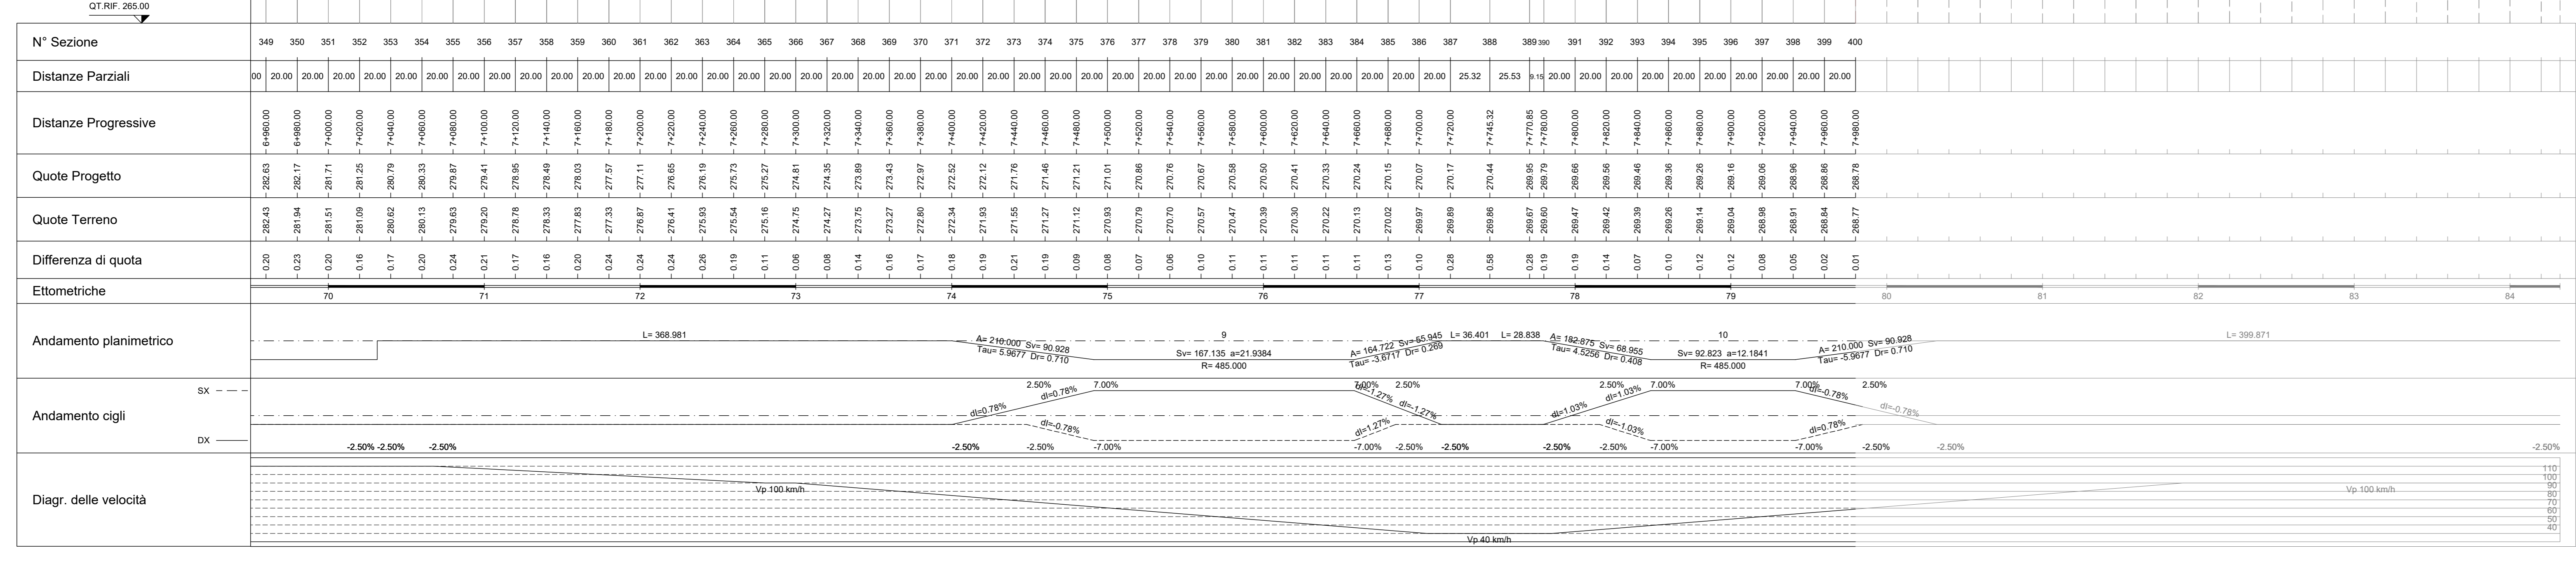 QT.RIF. 265.00
N° Sezione 349 350 351 352 353 354 355 356 357 358 359 360 361 362 363 364 365 366 367 368 369 370 371 372 373 374 375 376 377 378 379 380 381 382 383 384 385 386 387 388 389 390 391 392 393 394 395 396 397 398 399 400
Distanze Parziali 00 20.00 20.00 20.00 20.00 20.00 20.00 20.00 20.00 20.00 20.00 20.00 20.00 20.00 20.00 20.00 20.00 20.00 20.00 20.00 20.00 20.00 20.00 20.00 20.00 20.00 20.00 20.00 20.00 20.00 20.00 20.00 20.00 20.00 20.00 20.00 20.00 20.00 20.00 25.32 25.53 9.15 20.00 20.00 20.00 20.00 20.00 20.00 20.00 20.00 20.00 20.00
Distanze Progressive 6+960.00 6+980.00 7+000.00 7+020.00 7+040.00 7+060.00 7+080.00 7+100.00 7+120.00 7+140.00 7+160.00 7+180.00 7+200.00 7+220.00 7+240.00 7+260.00 7+280.00 7+300.00 7+320.00 7+340.00 7+360.00 7+380.00 7+400.00 7+420.00 7+440.00 7+460.00 7+480.00 7+500.00 7+520.00 7+540.00 7+560.00 7+580.00 7+600.00 7+620.00 7+640.00 7+660.00 7+680.00 7+700.00 7+720.00 7+745.32 7+770.85 7+780.00 7+800.00 7+820.00 7+840.00 7+860.00 7+880.00 7+900.00 7+920.00 7+940.00 7+960.00 7+980.00
Quote Progetto 282.63 282.17 281.71 281.25 280.79 280.33 279.87 279.41 278.95 278.49 278.03 277.57 277.11 276.65 276.19 275.73 275.27 274.81 274.35 273.89 273.43 272.97 272.52 272.12 271.76 271.46 271.21 271.01 270.86 270.76 270.67 270.58 270.50 270.41 270.33 270.24 270.15 270.07 270.17 270.44 269.95 269.79 269.66 269.56 269.46 269.36 269.26 269.16 269.06 268.96 268.86 268.78
Quote Terreno 282.43 281.94 281.51 281.09 280.62 280.13 279.63 279.20 278.78 278.33 277.83 277.33 276.87 276.41 275.93 275.54 275.16 274.75 274.27 273.75 273.27 272.80 272.34 271.93 271.55 271.27 271.12 270.93 270.79 270.70 270.57 270.47 270.39 270.30 270.22 270.13 270.02 269.97 269.89 269.86 269.67 269.60 269.47 269.42 269.39 269.26 269.14 269.04 268.98 268.91 268.84 268.77
Differenza di quota 0.20 0.23 0.20 0.16 0.17 0.20 0.24 0.21 0.17 0.16 0.20 0.24 0.24 0.24 0.26 0.19 0.11 0.06 0.08 0.14 0.16 0.17 0.18 0.19 0.21 0.19 0.09 0.08 0.07 0.06 0.10 0.11 0.11 0.11 0.11 0.11 0.13 0.10 0.28 0.58 0.28 0.19 0.19 0.14 0.07 0.10 0.12 0.12 0.08 0.05 0.02 0.01
Ettometriche 70 71 72 73 74 75 76 77 78 79 80 81 82 83 84
Andamento planimetrico
L= 368.981
A= 210.000 Sv= 90.928
Tau= 5.9677 Dr= 0.710
9
Sv= 167.135 a=21.9384
R= 485.000
A= 164.722 Sv= 55.945
Tau= -3.6717 Dr= 0.269
L= 36.401 L= 28.838
A= 182.875 Sv= 68.955
Tau= 4.5256 Dr= 0.408
10
Sv= 92.823 a=12.1841
R= 485.000
A= 210.000 Sv= 90.928
Tau= -5.9677 Dr= 0.710
L= 399.871
Andamento cigli
SX
DX
2.50% 7.00% 7.00% 2.50% 2.50% 7.00% 7.00% 2.50%
dl=0.78% dl=0.78% dl=-0.78% dl=-1.27% dl=-1.27% dl=1.27% dl=1.03% dl=1.03% dl=-1.03% dl=-0.78% dl=0.78% dl=-0.78%
-2.50% -2.50% -2.50% -2.50% -2.50% -7.00% -7.00% -2.50% -2.50% -2.50% -2.50% -7.00% -7.00% -2.50% -2.50% -2.50%
Diagr. delle velocità
Vp 100 km/h
Vp 40 km/h
Vp 100 km/h
110
100
90
80
70
60
50
40